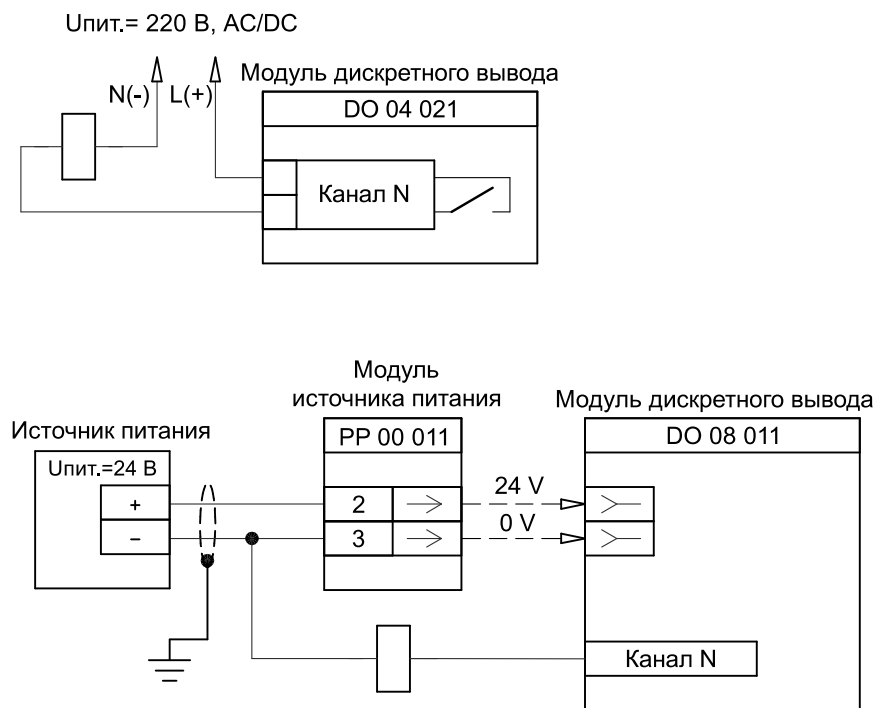 Uпит.= 220 В, AC/DC
N(-) L(+)
Модуль дискретного вывода
DO 04 021
Канал N
Модуль
источника питания
Модуль дискретного вывода
Источник питания
PP 00 011
DO 08 011
Uпит.=24 В
+
2
24 V
–
3
0 V
Канал N